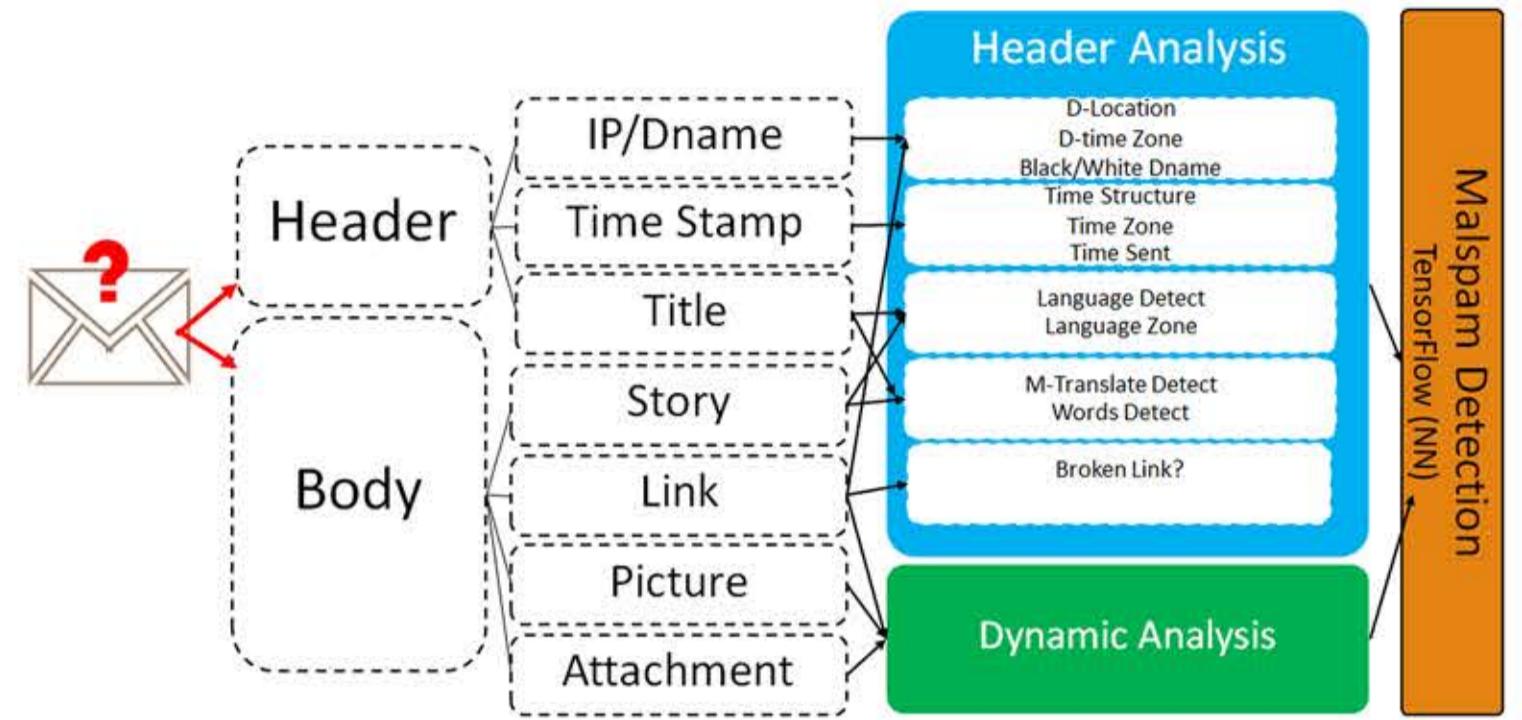 ?
Header
Body
IP/Dname
Time Stamp
Title
Story
Link
Picture
Attachment
Header Analysis
D-Location
D-time Zone
Black/White Dname
Time Structure
Time Zone
Time Sent
Language Detect
Language Zone
M-Translate Detect
Words Detect
Broken Link?
Dynamic Analysis
Malspam Detection
TensorFlow (NN)